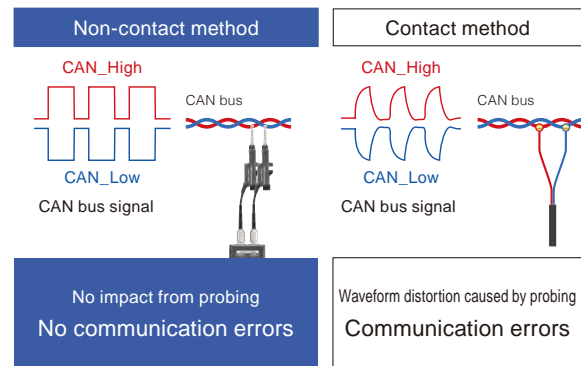 Non-contact method
CAN_High
CAN bus
CAN_Low
CAN bus signal
No impact from probing
No communication errors
Contact method
CAN_High
CAN bus
CAN_Low
CAN bus signal
Waveform distortion caused by probing
Communication errors